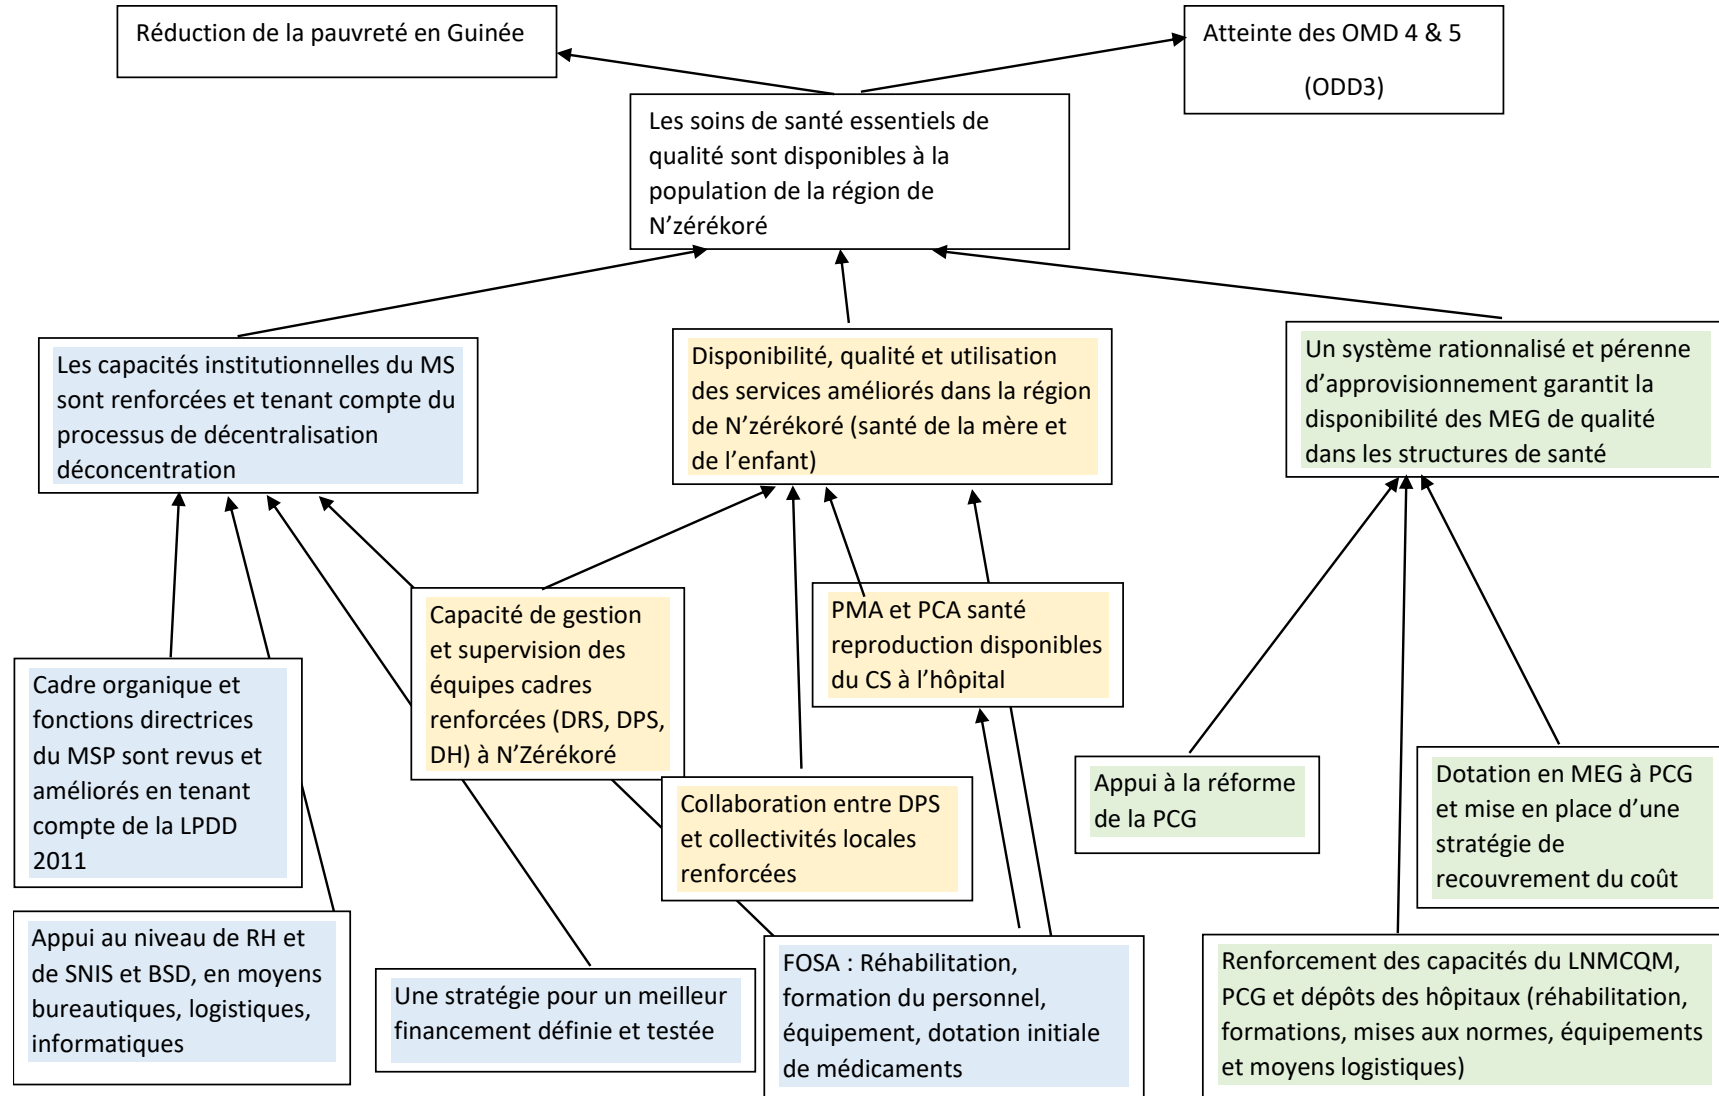 Réduction de la pauvreté en Guinée
Atteinte des OMD 4 & 5
(ODD3)
Les soins de santé essentiels de
qualité sont disponibles à la
population de la région de
N’zérékoré
Les capacités institutionnelles du MS
sont renforcées et tenant compte du
processus de décentralisation
déconcentration
Disponibilité, qualité et utilisation
des services améliorés dans la région
de N’zérékoré (santé de la mère et
de l’enfant)
Un système rationnalisé et pérenne
d’approvisionnement garantit la
disponibilité des MEG de qualité
dans les structures de santé
Capacité de gestion
et supervision des
équipes cadres
renforcées (DRS, DPS,
DH) à N’Zérékoré
PMA et PCA santé
reproduction disponibles
du CS à l’hôpital
Cadre organique et
fonctions directrices
du MSP sont revus et
améliorés en tenant
compte de la LPDD
2011
Collaboration entre DPS
et collectivités locales
renforcées
Appui à la réforme
de la PCG
Dotation en MEG à PCG
et mise en place d’une
stratégie de
recouvrement du coût
Appui au niveau de RH et
de SNIS et BSD, en moyens
bureautiques, logistiques,
informatiques
Une stratégie pour un meilleur
financement définie et testée
FOSA : Réhabilitation,
formation du personnel,
équipement, dotation initiale
de médicaments
Renforcement des capacités du LNMCQM,
PCG et dépôts des hôpitaux (réhabilitation,
formations, mises aux normes, équipements
et moyens logistiques)